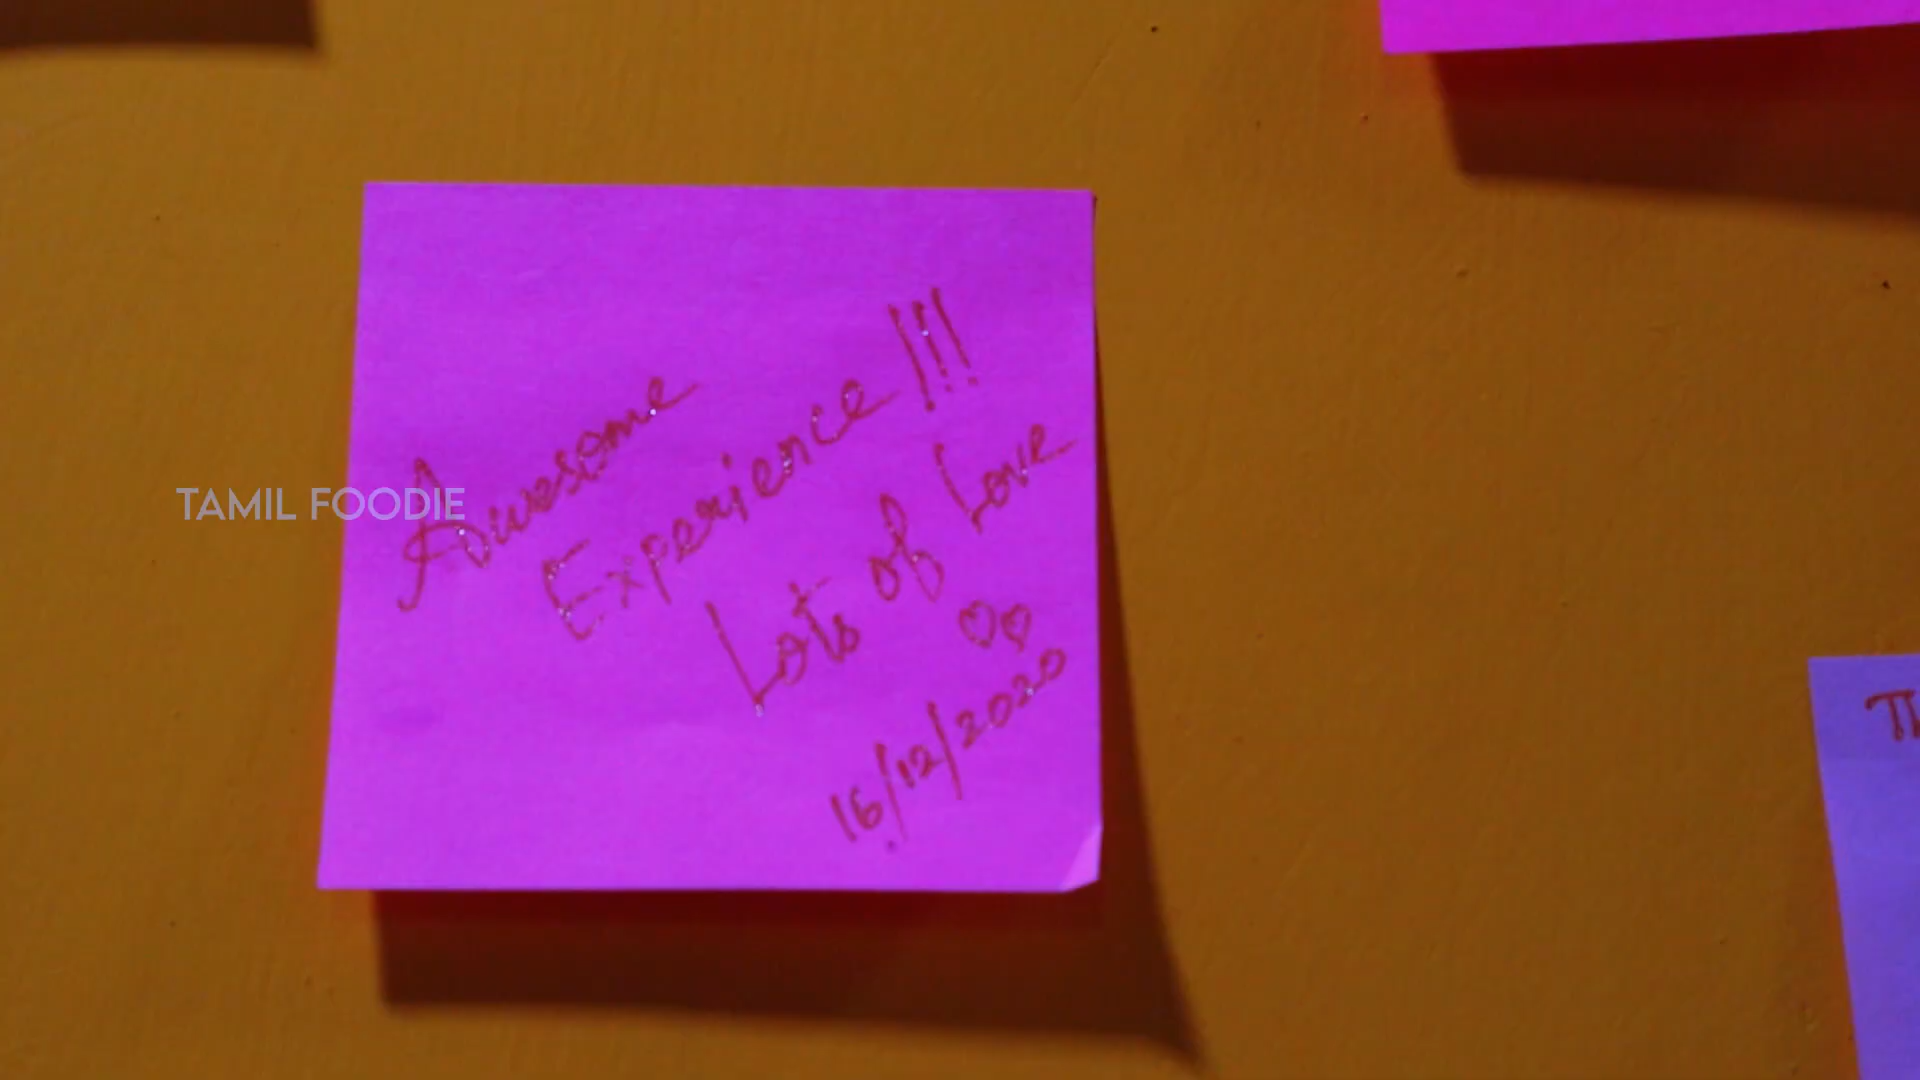 Awesome
Experience!!!
Lots of Love
♡♡
16/12/2020
TAMIL FOODIE